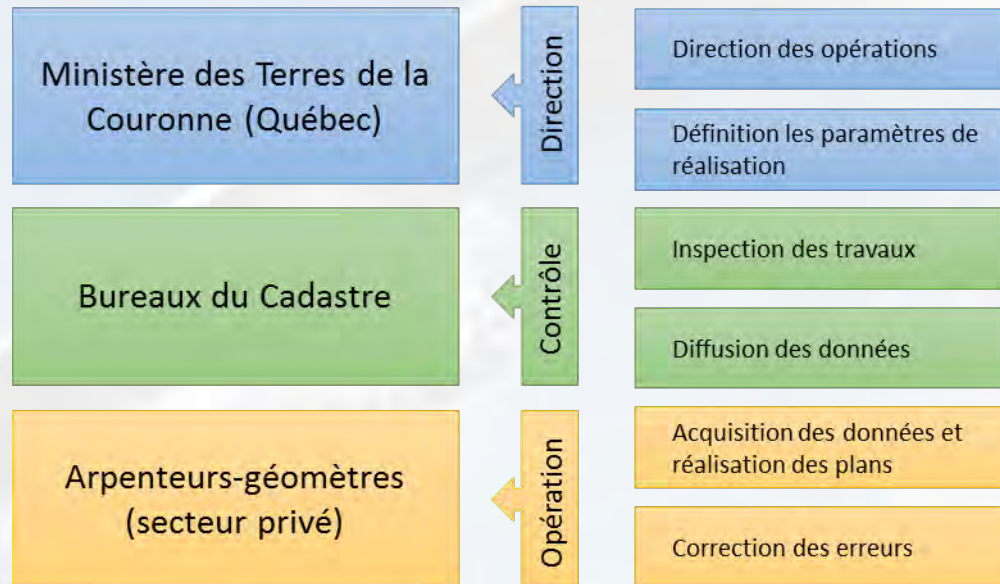 Ministère des Terres de la
Couronne (Québec)
Direction
Direction des opérations
Définition les paramètres de
réalisation
Bureaux du Cadastre
Contrôle
Inspection des travaux
Diffusion des données
Arpenteurs-géomètres
(secteur privé)
Opération
Acquisition des données et
réalisation des plans
Correction des erreurs